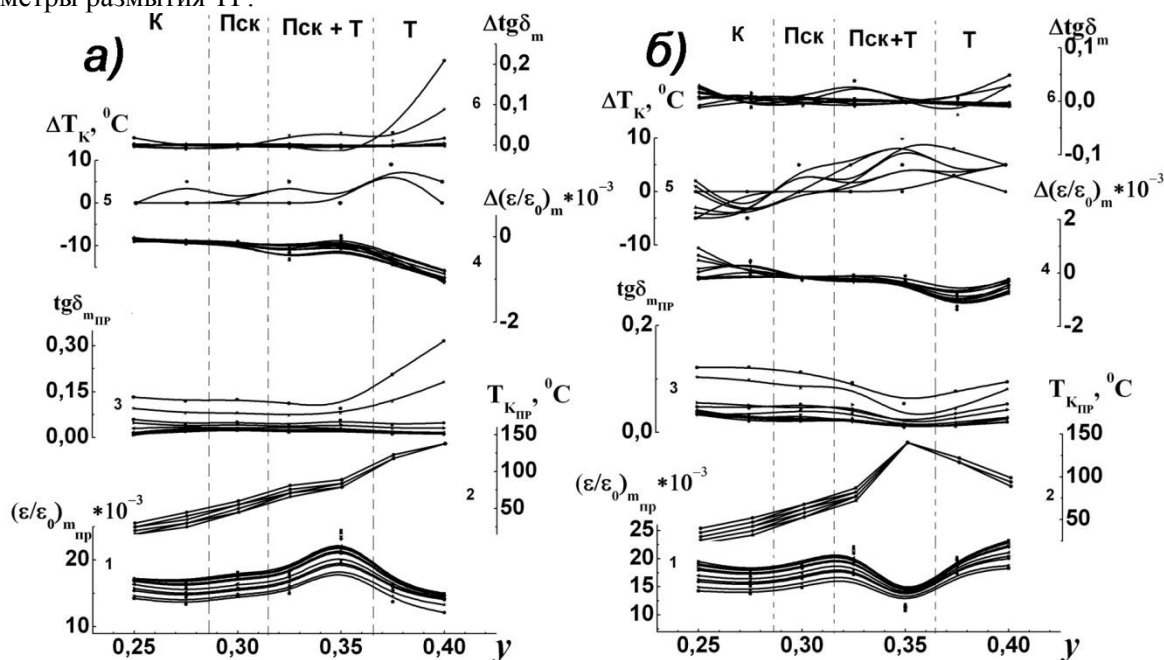 метры размытия ТГ.
а)
К Пск Пск + Т Т
Δtgδm
0,2
0,1
0,0
6
ΔTК, ⁰C
10
0
-10
5
Δ(ε/ε0)m*10⁻³
0
-2
4
tgδmПР
0,30
0,15
0,00
3
TКПР, ⁰C
150
100
50
2
(ε/ε0)mпр *10⁻³
20
10
1
0,25 0,30 0,35 0,40 y
б)
К Пск Пск+Т Т
Δtgδm
0,1
0,0
-0,1
6
ΔTК, ⁰C
10
0
-10
5
Δ(ε/ε0)m*10⁻³
2
0
-2
4
tgδmПР
0,2
0,0
3
TКПР, ⁰C
150
100
50
2
(ε/ε0)mпр *10⁻³
25
20
15
10
1
0,25 0,30 0,35 0,40 y